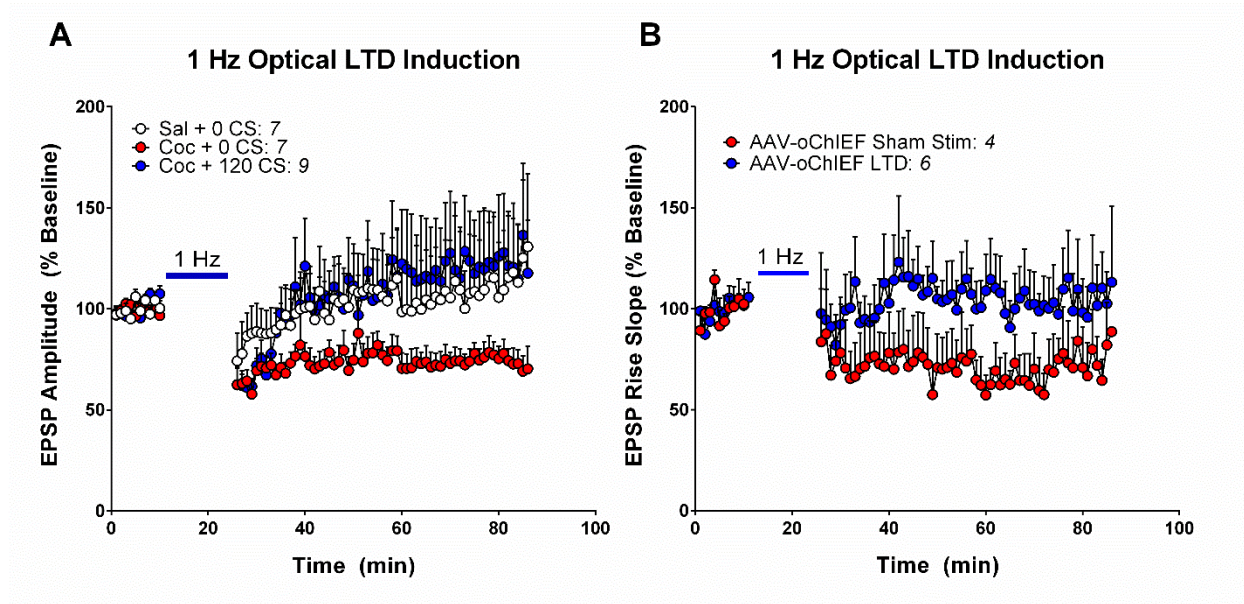 A
1 Hz Optical LTD Induction
EPSP Amplitude (% Baseline)
200
150
100
50
0
Sal + 0 CS: 7
Coc + 0 CS: 7
Coc + 120 CS: 9
1 Hz
0 20 40 60 80 100
Time (min)
B
1 Hz Optical LTD Induction
EPSP Rise Slope (% Baseline)
200
150
100
50
0
AAV-oChIEF Sham Stim: 4
AAV-oChIEF LTD: 6
1 Hz
0 20 40 60 80 100
Time (min)